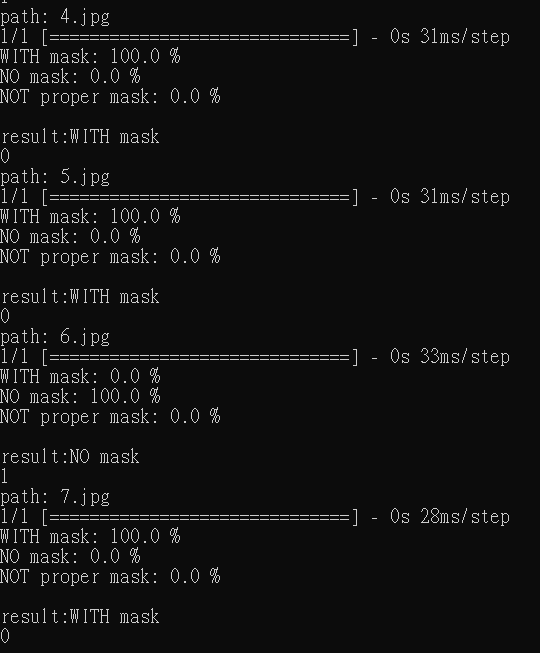 path: 4.jpg
1/1 [==============================] - 0s 31ms/step
WITH mask: 100.0 %
NO mask: 0.0 %
NOT proper mask: 0.0 %
result:WITH mask
0
path: 5.jpg
1/1 [==============================] - 0s 31ms/step
WITH mask: 100.0 %
NO mask: 0.0 %
NOT proper mask: 0.0 %
result:WITH mask
0
path: 6.jpg
1/1 [==============================] - 0s 33ms/step
WITH mask: 0.0 %
NO mask: 100.0 %
NOT proper mask: 0.0 %
result:NO mask
1
path: 7.jpg
1/1 [==============================] - 0s 28ms/step
WITH mask: 100.0 %
NO mask: 0.0 %
NOT proper mask: 0.0 %
result:WITH mask
0